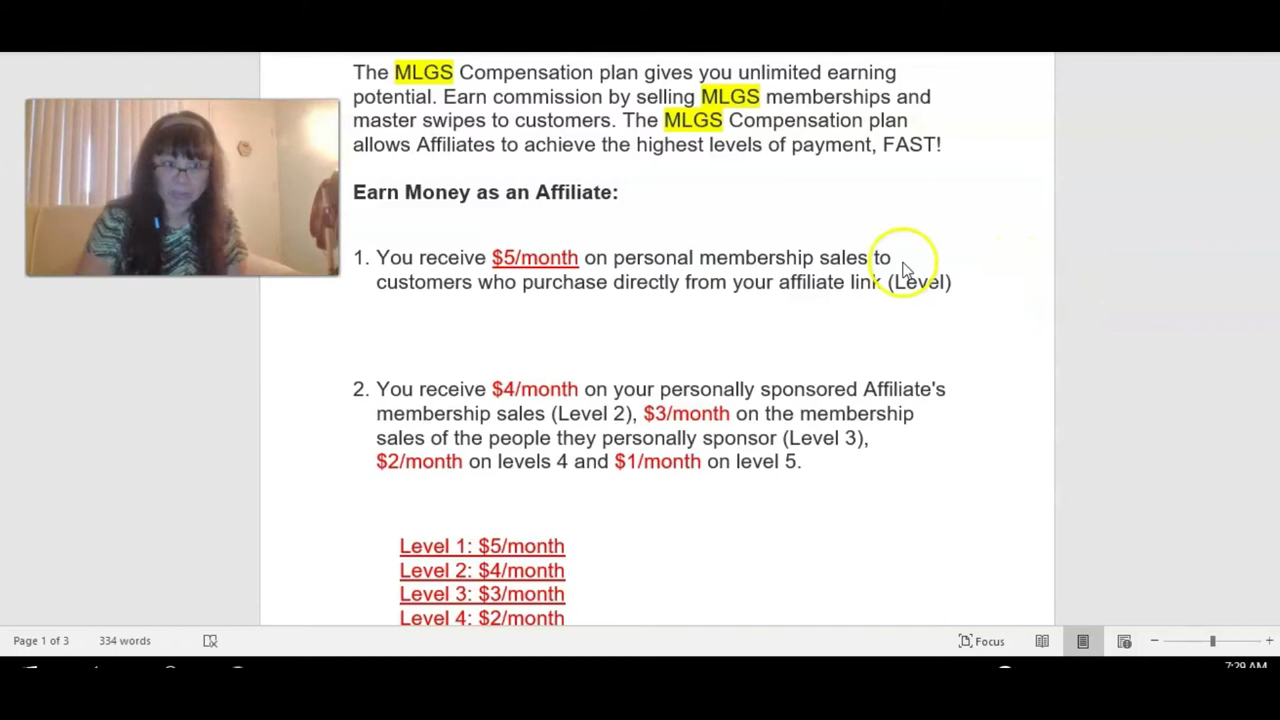 The MLGS Compensation plan gives you unlimited earning
potential. Earn commission by selling MLGS memberships and
master swipes to customers. The MLGS Compensation plan
allows Affiliates to achieve the highest levels of payment, FAST!
Earn Money as an Affiliate:
1. You receive $5/month on personal membership sales to
customers who purchase directly from your affiliate link (Level)
2. You receive $4/month on your personally sponsored Affiliate's
membership sales (Level 2), $3/month on the membership
sales of the people they personally sponsor (Level 3),
$2/month on levels 4 and $1/month on level 5.
Level 1: $5/month
Level 2: $4/month
Level 3: $3/month
Level 4: $2/month
Page 1 of 3 334 words Focus
7:29 AM